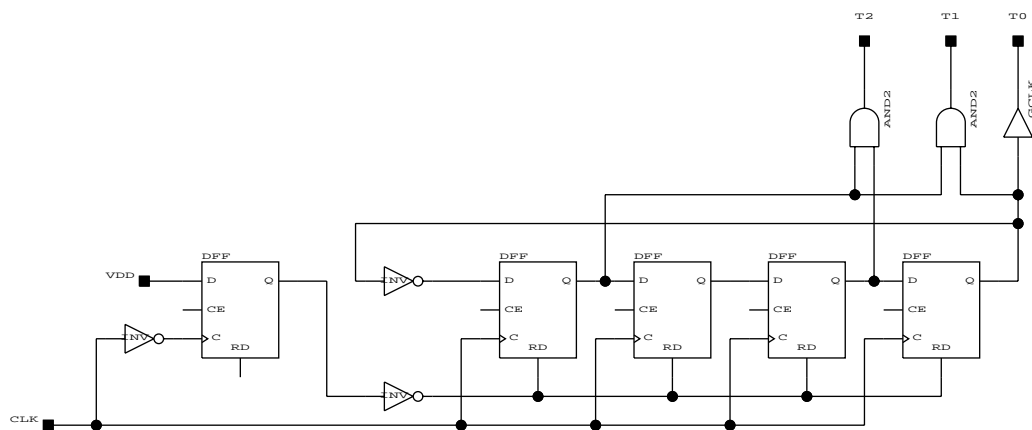 T2 T1 T0
AND2 AND2 GCLK
DFF DFF DFF DFF DFF
VDD D Q INV D Q D Q D Q D Q
CE CE CE CE CE
INV C C C C C
RD RD RD RD RD
INV
CLK